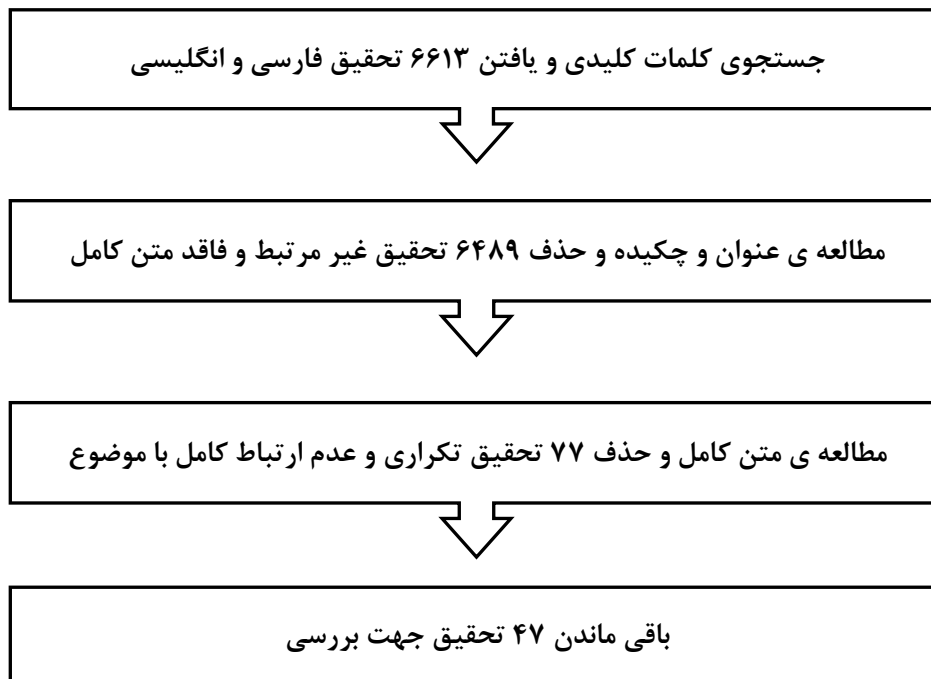 جستجوی کلمات کلیدی و یافتن ۶۶۱۳ تحقیق فارسی و انگلیسی
مطالعه ی عنوان و چکیده و حذف ۶۴۸۹ تحقیق غیر مرتبط و فاقد متن کامل
مطالعه ی متن کامل و حذف ۷۷ تحقیق تکراری و عدم ارتباط کامل با موضوع
باقی ماندن ۴۷ تحقیق جهت بررسی